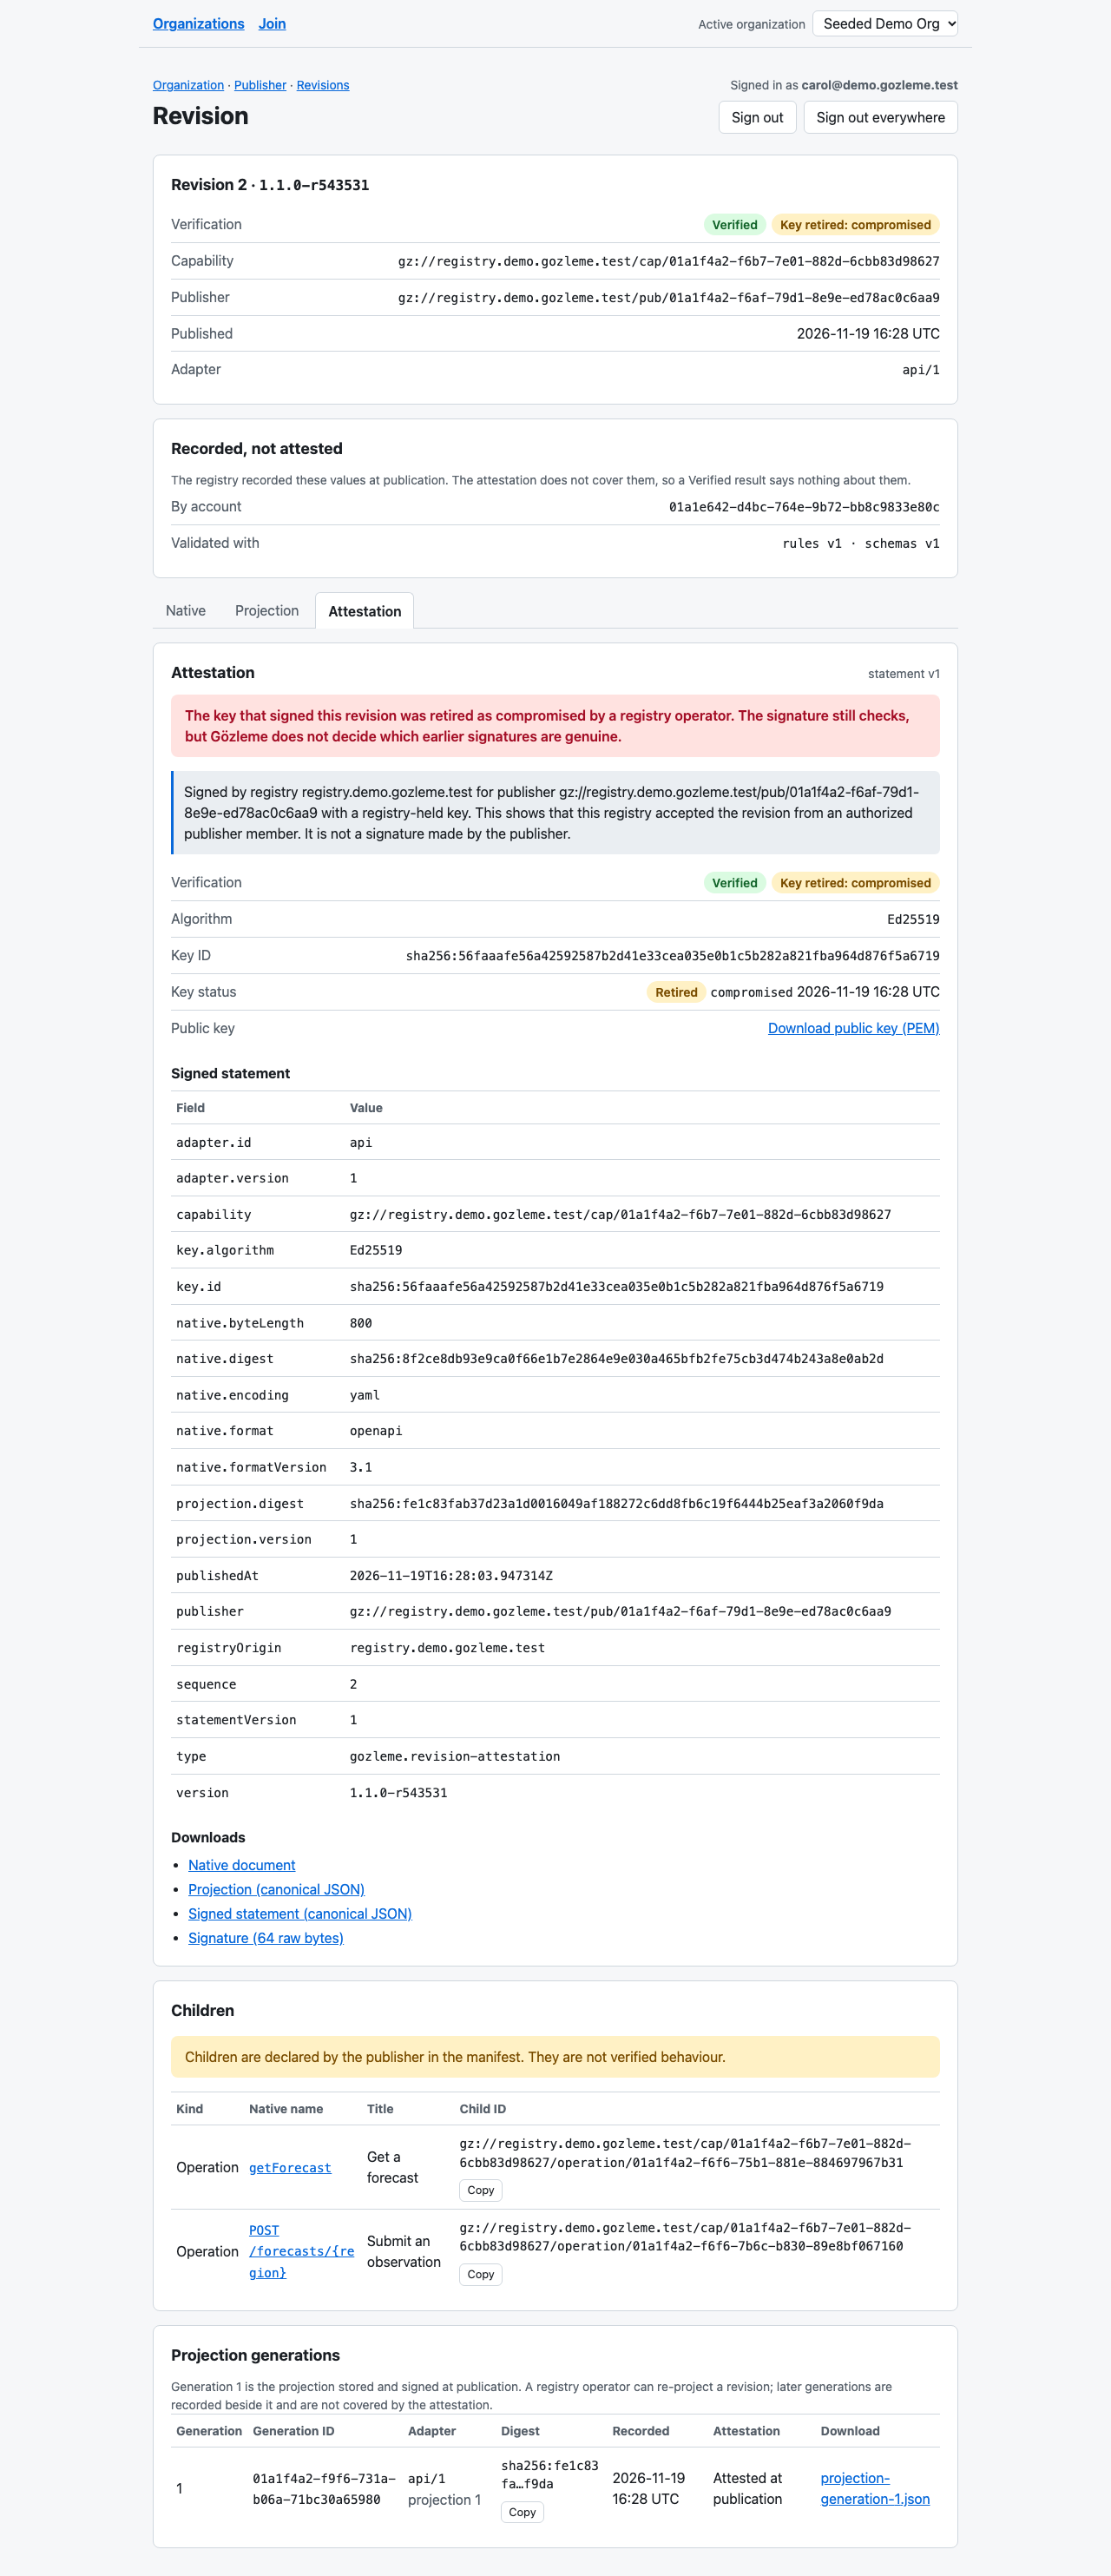 Organizations Join Active organization Seeded Demo Org
Organization · Publisher · Revisions Signed in as carol@demo.gozleme.test
Revision Sign out Sign out everywhere
Revision 2 · 1.1.0-r543531
Verification Verified Key retired: compromised
Capability gz://registry.demo.gozleme.test/cap/01a1f4a2-f6b7-7e01-882d-6cbb83d98627
Publisher gz://registry.demo.gozleme.test/pub/01a1f4a2-f6af-79d1-8e9e-ed78ac0c6aa9
Published 2026-11-19 16:28 UTC
Adapter api/1
Recorded, not attested
The registry recorded these values at publication. The attestation does not cover them, so a Verified result says nothing about them.
By account 01a1e642-d4bc-764e-9b72-bb8c9833e80c
Validated with rules v1 · schemas v1
Native Projection Attestation
Attestation statement v1
The key that signed this revision was retired as compromised by a registry operator. The signature still checks,
but Gözleme does not decide which earlier signatures are genuine.
Signed by registry registry.demo.gozleme.test for publisher gz://registry.demo.gozleme.test/pub/01a1f4a2-f6af-79d1-
8e9e-ed78ac0c6aa9 with a registry-held key. This shows that this registry accepted the revision from an authorized
publisher member. It is not a signature made by the publisher.
Verification Verified Key retired: compromised
Algorithm Ed25519
Key ID sha256:56faaafe56a42592587b2d41e33cea035e0b1c5b282a821fba964d876f5a6719
Key status Retired compromised 2026-11-19 16:28 UTC
Public key Download public key (PEM)
Signed statement
Field Value
adapter.id api
adapter.version 1
capability gz://registry.demo.gozleme.test/cap/01a1f4a2-f6b7-7e01-882d-6cbb83d98627
key.algorithm Ed25519
key.id sha256:56faaafe56a42592587b2d41e33cea035e0b1c5b282a821fba964d876f5a6719
native.byteLength 800
native.digest sha256:8f2ce8db93e9ca0f66e1b7e2864e9e030a465bfb2fe75cb3d474b243a8e0ab2d
native.encoding yaml
native.format openapi
native.formatVersion 3.1
projection.digest sha256:fe1c83fab37d23a1d0016049af188272c6dd8fb6c19f6444b25eaf3a2060f9da
projection.version 1
publishedAt 2026-11-19T16:28:03.947314Z
publisher gz://registry.demo.gozleme.test/pub/01a1f4a2-f6af-79d1-8e9e-ed78ac0c6aa9
registryOrigin registry.demo.gozleme.test
sequence 2
statementVersion 1
type gozleme.revision-attestation
version 1.1.0-r543531
Downloads
• Native document
• Projection (canonical JSON)
• Signed statement (canonical JSON)
• Signature (64 raw bytes)
Children
Children are declared by the publisher in the manifest. They are not verified behaviour.
Kind Native name Title Child ID
Operation getForecast Get a forecast gz://registry.demo.gozleme.test/cap/01a1f4a2-f6b7-7e01-882d-
6cbb83d98627/operation/01a1f4a2-f6f6-75b1-881e-884697967b31
Copy
Operation POST /forecasts/{region} Submit an observation gz://registry.demo.gozleme.test/cap/01a1f4a2-f6b7-7e01-882d-
6cbb83d98627/operation/01a1f4a2-f6f6-7b6c-b830-89e8bf067160
Copy
Projection generations
Generation 1 is the projection stored and signed at publication. A registry operator can re-project a revision; later generations are
recorded beside it and are not covered by the attestation.
Generation Generation ID Adapter Digest Recorded Attestation Download
1 01a1f4a2-f9f6-731a-b06a-71bc30a65980 api/1 projection 1 sha256:fe1c83fa…f9da Copy 2026-11-19 16:28 UTC Attested at publication projection-generation-1.json